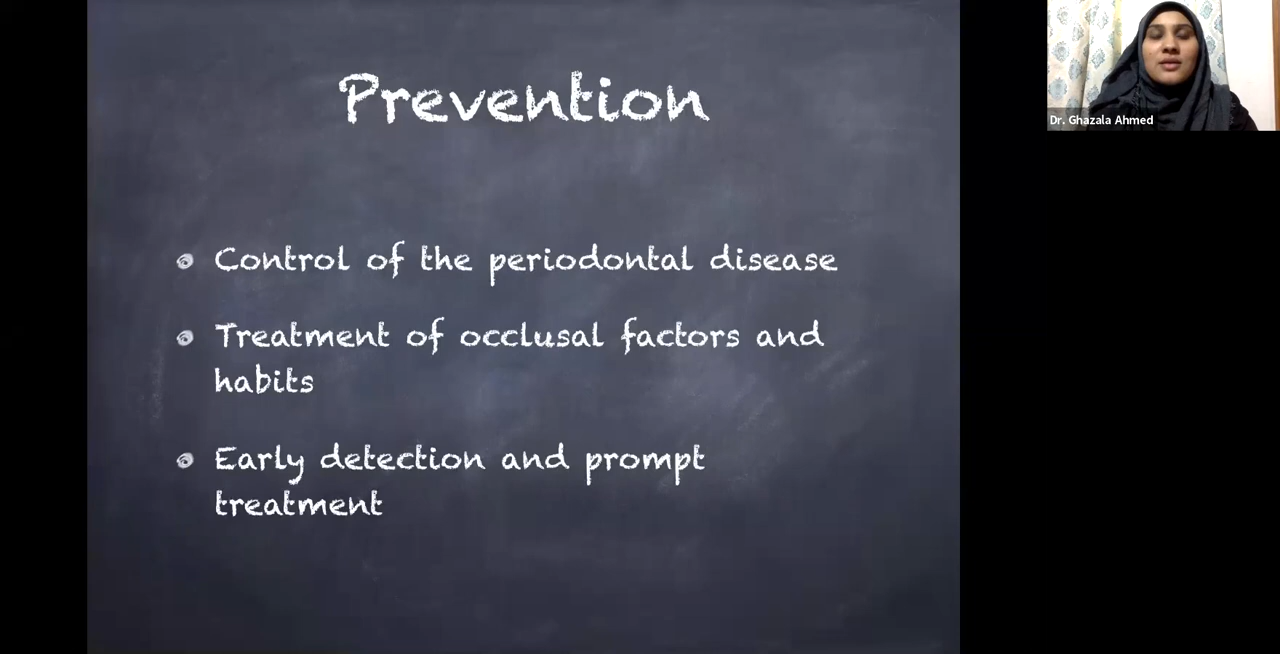 Prevention
Control of the periodontal disease
Treatment of occlusal factors and
habits
Early detection and prompt
treatment
Dr. Ghazala Ahmed